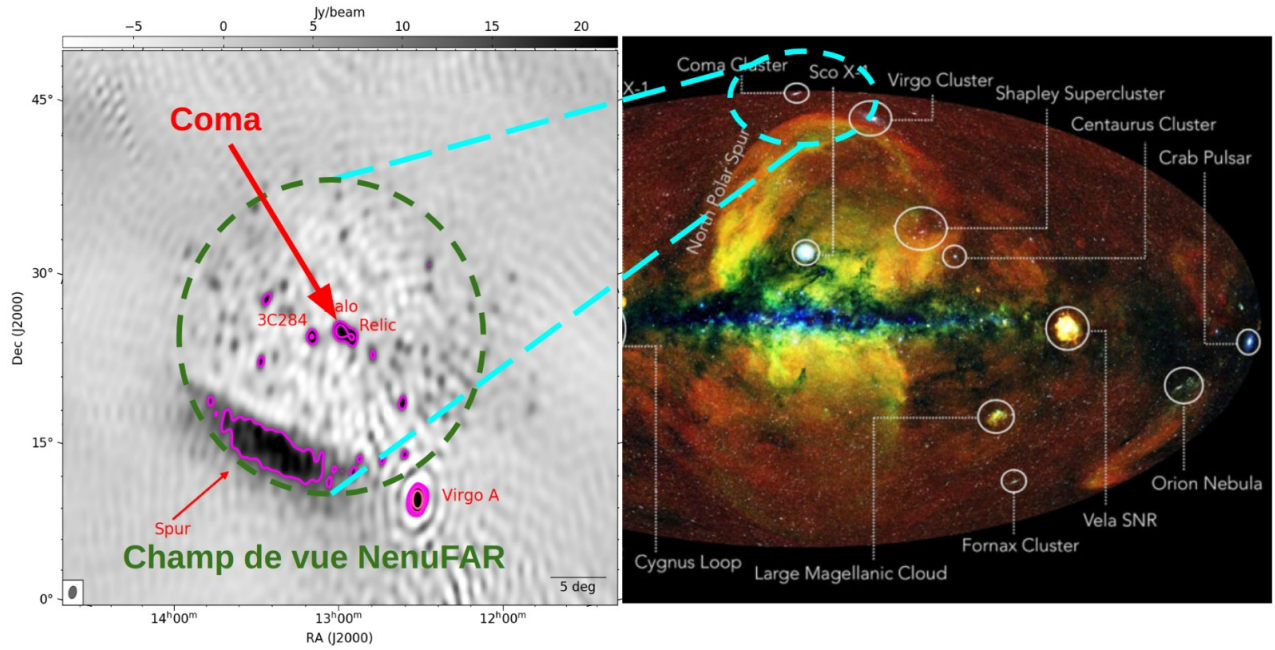 Jy/beam
−5 0 5 10 15 20
45°
30°
15°
0°
Dec (J2000)
Coma
alo
3C284
Relic
Virgo A
Spur
Champ de vue NenuFAR
5 deg
14ʰ00ᵐ 13ʰ00ᵐ 12ʰ00ᵐ
RA (J2000)
X-1
Coma Cluster
Sco X-1
Virgo Cluster
Shapley Supercluster
Centaurus Cluster
Crab Pulsar
North Polar Spur
Orion Nebula
Vela SNR
Fornax Cluster
Large Magellanic Cloud
Cygnus Loop